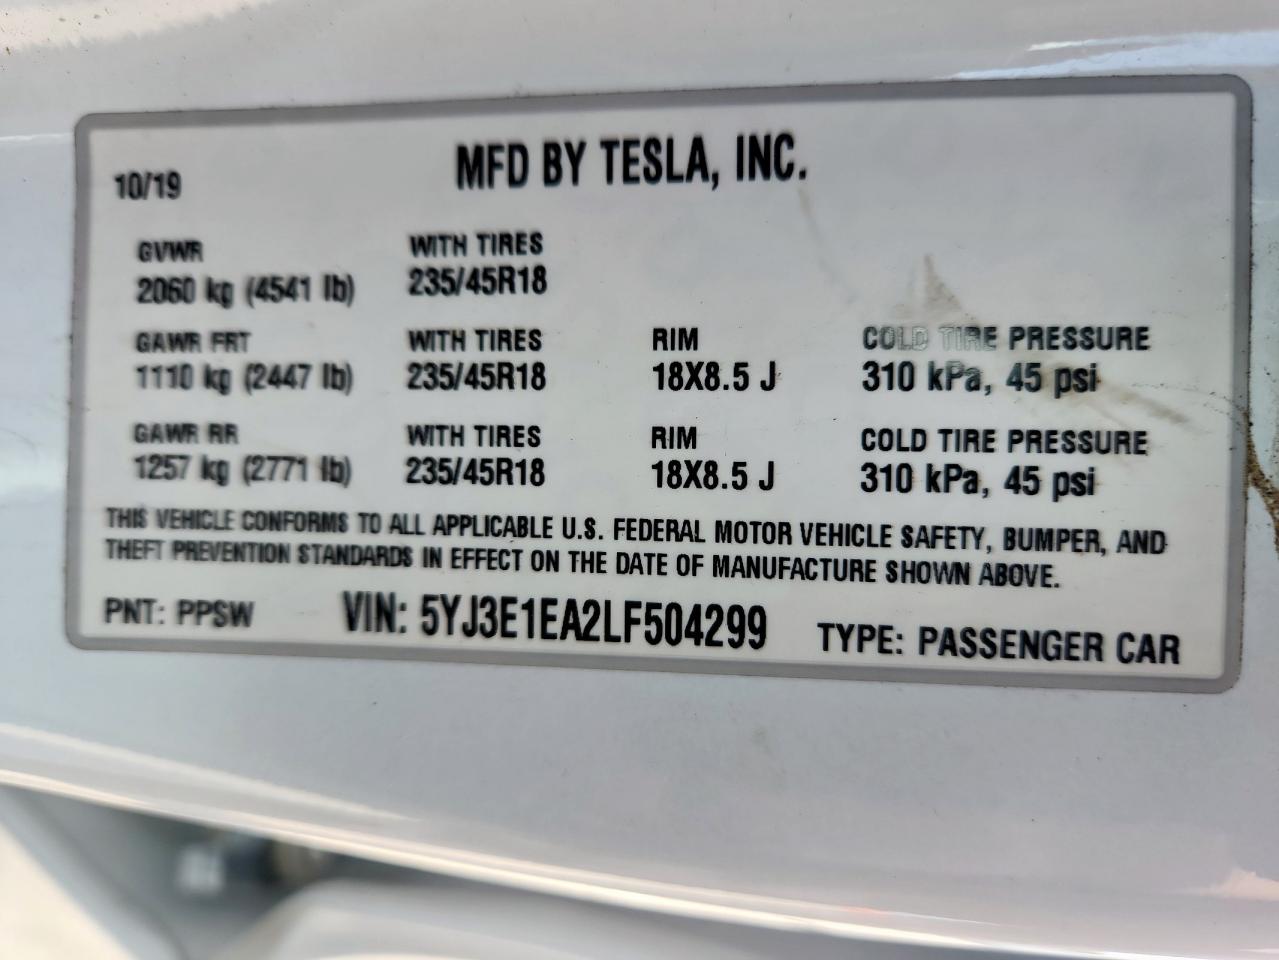 MFD BY TESLA, INC.
10/19
GVWR WITH TIRES
2060 kg (4541 lb) 235/45R18
GAWR FRT WITH TIRES RIM COLD TIRE PRESSURE
1110 kg (2447 lb) 235/45R18 18X8.5 J 310 kPa, 45 psi
GAWR RR WITH TIRES RIM COLD TIRE PRESSURE
1257 kg (2771 lb) 235/45R18 18X8.5 J 310 kPa, 45 psi
THIS VEHICLE CONFORMS TO ALL APPLICABLE U.S. FEDERAL MOTOR VEHICLE SAFETY, BUMPER, AND
THEFT PREVENTION STANDARDS IN EFFECT ON THE DATE OF MANUFACTURE SHOWN ABOVE.
PNT: PPSW VIN: 5YJ3E1EA2LF504299 TYPE: PASSENGER CAR